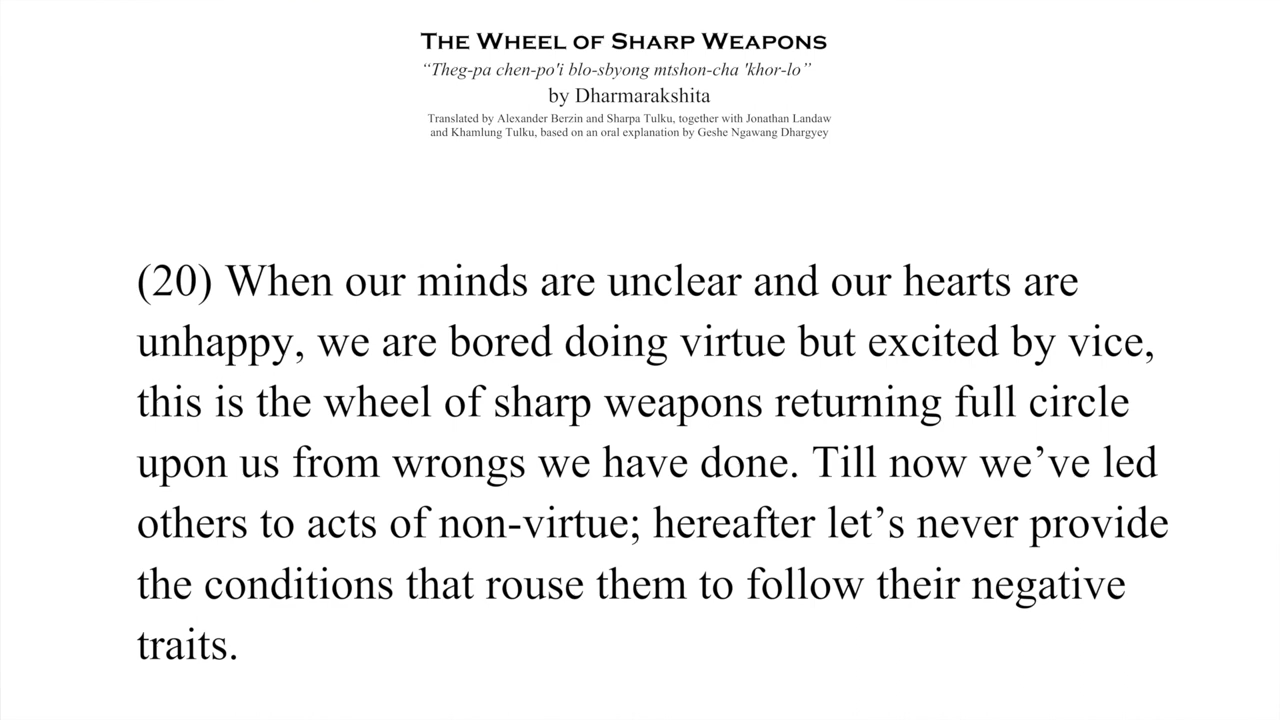 The Wheel of Sharp Weapons
“Theg-pa chen-po'i blo-sbyong mtshon-cha 'khor-lo”
by Dharmarakshita
Translated by Alexander Berzin and Sharpa Tulku, together with Jonathan Landaw
and Khamlung Tulku, based on an oral explanation by Geshe Ngawang Dhargyey
(20) When our minds are unclear and our hearts are
unhappy, we are bored doing virtue but excited by vice,
this is the wheel of sharp weapons returning full circle
upon us from wrongs we have done. Till now we’ve led
others to acts of non-virtue; hereafter let’s never provide
the conditions that rouse them to follow their negative
traits.